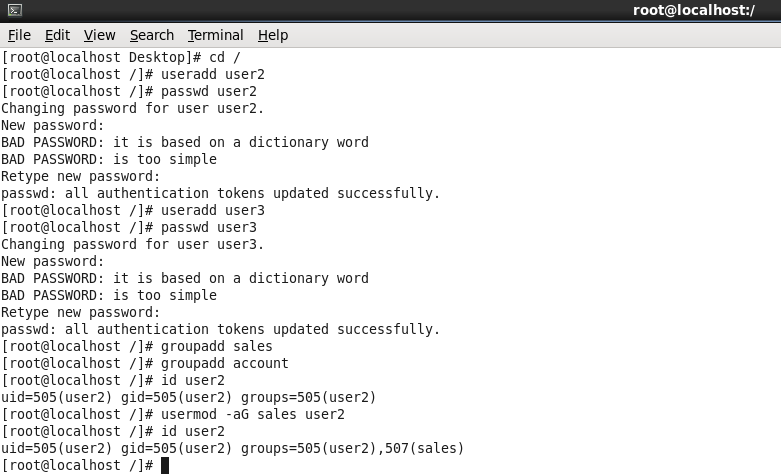 root@localhost:/
File Edit View Search Terminal Help
[root@localhost Desktop]# cd /
[root@localhost /]# useradd user2
[root@localhost /]# passwd user2
Changing password for user user2.
New password:
BAD PASSWORD: it is based on a dictionary word
BAD PASSWORD: is too simple
Retype new password:
passwd: all authentication tokens updated successfully.
[root@localhost /]# useradd user3
[root@localhost /]# passwd user3
Changing password for user user3.
New password:
BAD PASSWORD: it is based on a dictionary word
BAD PASSWORD: is too simple
Retype new password:
passwd: all authentication tokens updated successfully.
[root@localhost /]# groupadd sales
[root@localhost /]# groupadd account
[root@localhost /]# id user2
uid=505(user2) gid=505(user2) groups=505(user2)
[root@localhost /]# usermod -aG sales user2
[root@localhost /]# id user2
uid=505(user2) gid=505(user2) groups=505(user2),507(sales)
[root@localhost /]#